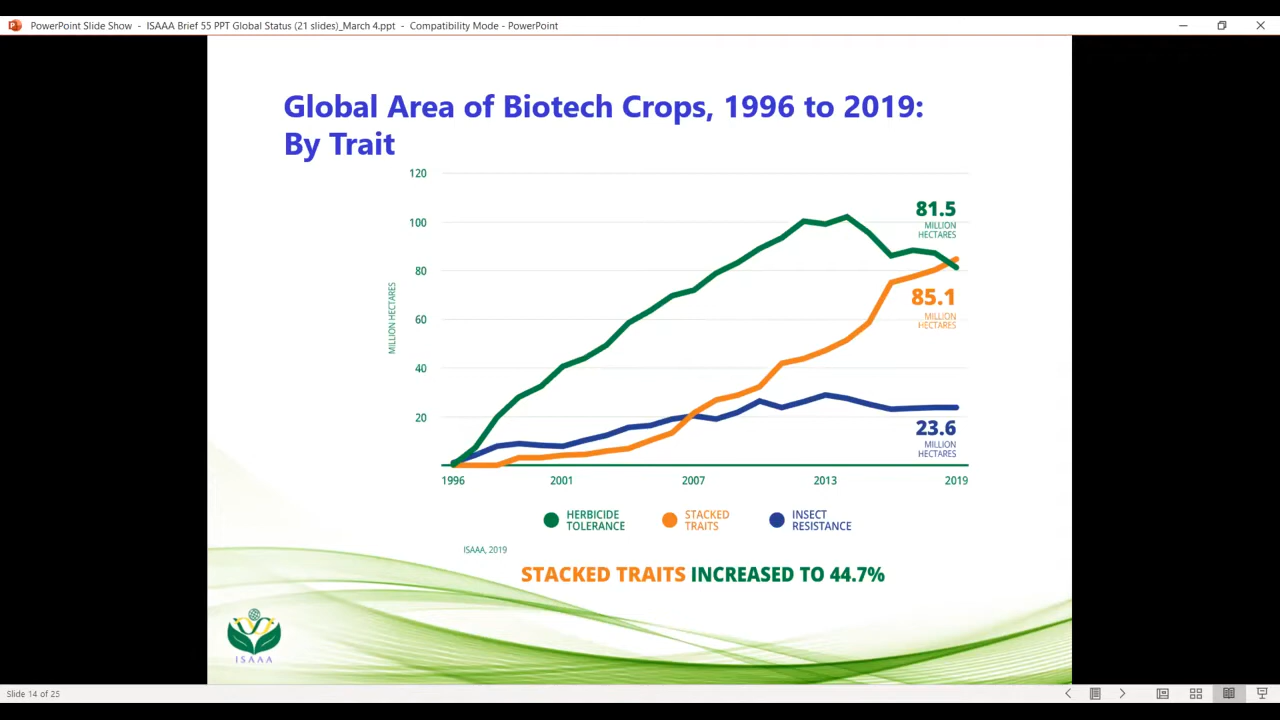 PowerPoint Slide Show - ISAAA Brief 55 PPT Global Status (21 slides)_March 4.ppt - Compatibility Mode - PowerPoint
Global Area of Biotech Crops, 1996 to 2019:
By Trait
120
100
80
60
40
20
MILLION HECTARES
81.5
MILLION
HECTARES
85.1
MILLION
HECTARES
23.6
MILLION
HECTARES
1996
2001
2007
2013
2019
HERBICIDE
TOLERANCE
STACKED
TRAITS
INSECT
RESISTANCE
ISAAA, 2019
STACKED TRAITS INCREASED TO 44.7%
ISAAA
Slide 14 of 25